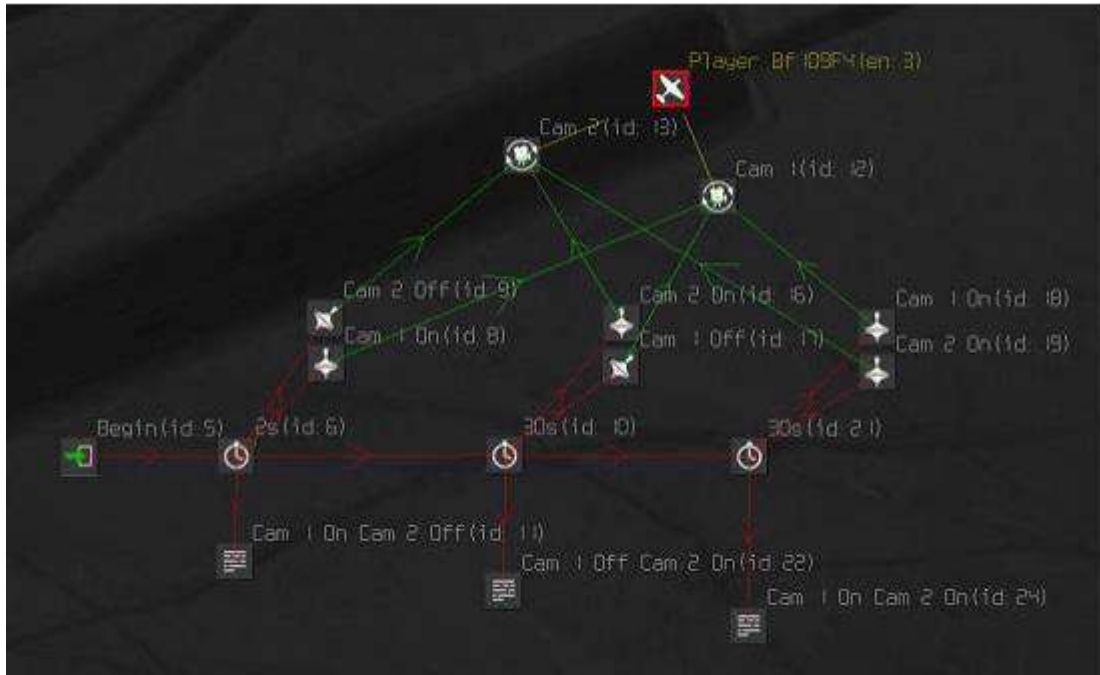 Player Bf109F4(en: 3)
Cam 2(id: 13)
Cam 1(id: 12)
Cam 2 Off(id: 9)
Cam 2 On(id: 16)
Cam 1 On(id: 18)
Cam 1 On(id: 8)
Cam 1 Off(id: 17)
Cam 2 On(id: 19)
Begin(id: 5)
2s(id: 6)
30s(id: 10)
30s(id: 21)
Cam 1 On Cam 2 Off(id: 11)
Cam 1 Off Cam 2 On(id: 22)
Cam 1 On Cam 2 On(id: 24)